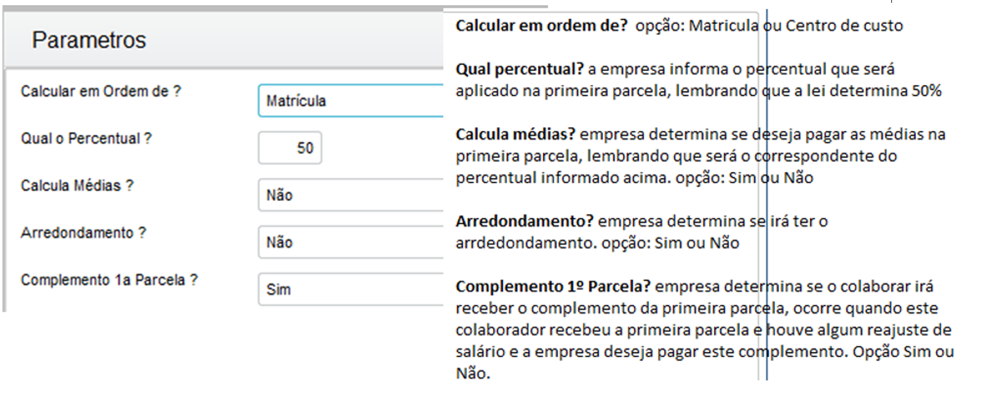 Parametros
Calcular em Ordem de ?
Matrícula
Qual o Percentual ?
50
Calcula Médias ?
Não
Arredondamento ?
Não
Complemento 1a Parcela ?
Sim
Calcular em ordem de? opção: Matricula ou Centro de custo
Qual percentual? a empresa informa o percentual que será
aplicado na primeira parcela, lembrando que a lei determina 50%
Calcula médias? empresa determina se deseja pagar as médias na
primeira parcela, lembrando que será o correspondente do
percentual informado acima. opção: Sim ou Não
Arredondamento? empresa determina se irá ter o
arrdedondamento. opção: Sim ou Não
Complemento 1º Parcela? empresa determina se o colaborar irá
receber o complemento da primeira parcela, ocorre quando este
colaborador recebeu a primeira parcela e houve algum reajuste de
salário e a empresa deseja pagar este complemento. Opção Sim ou
Não.